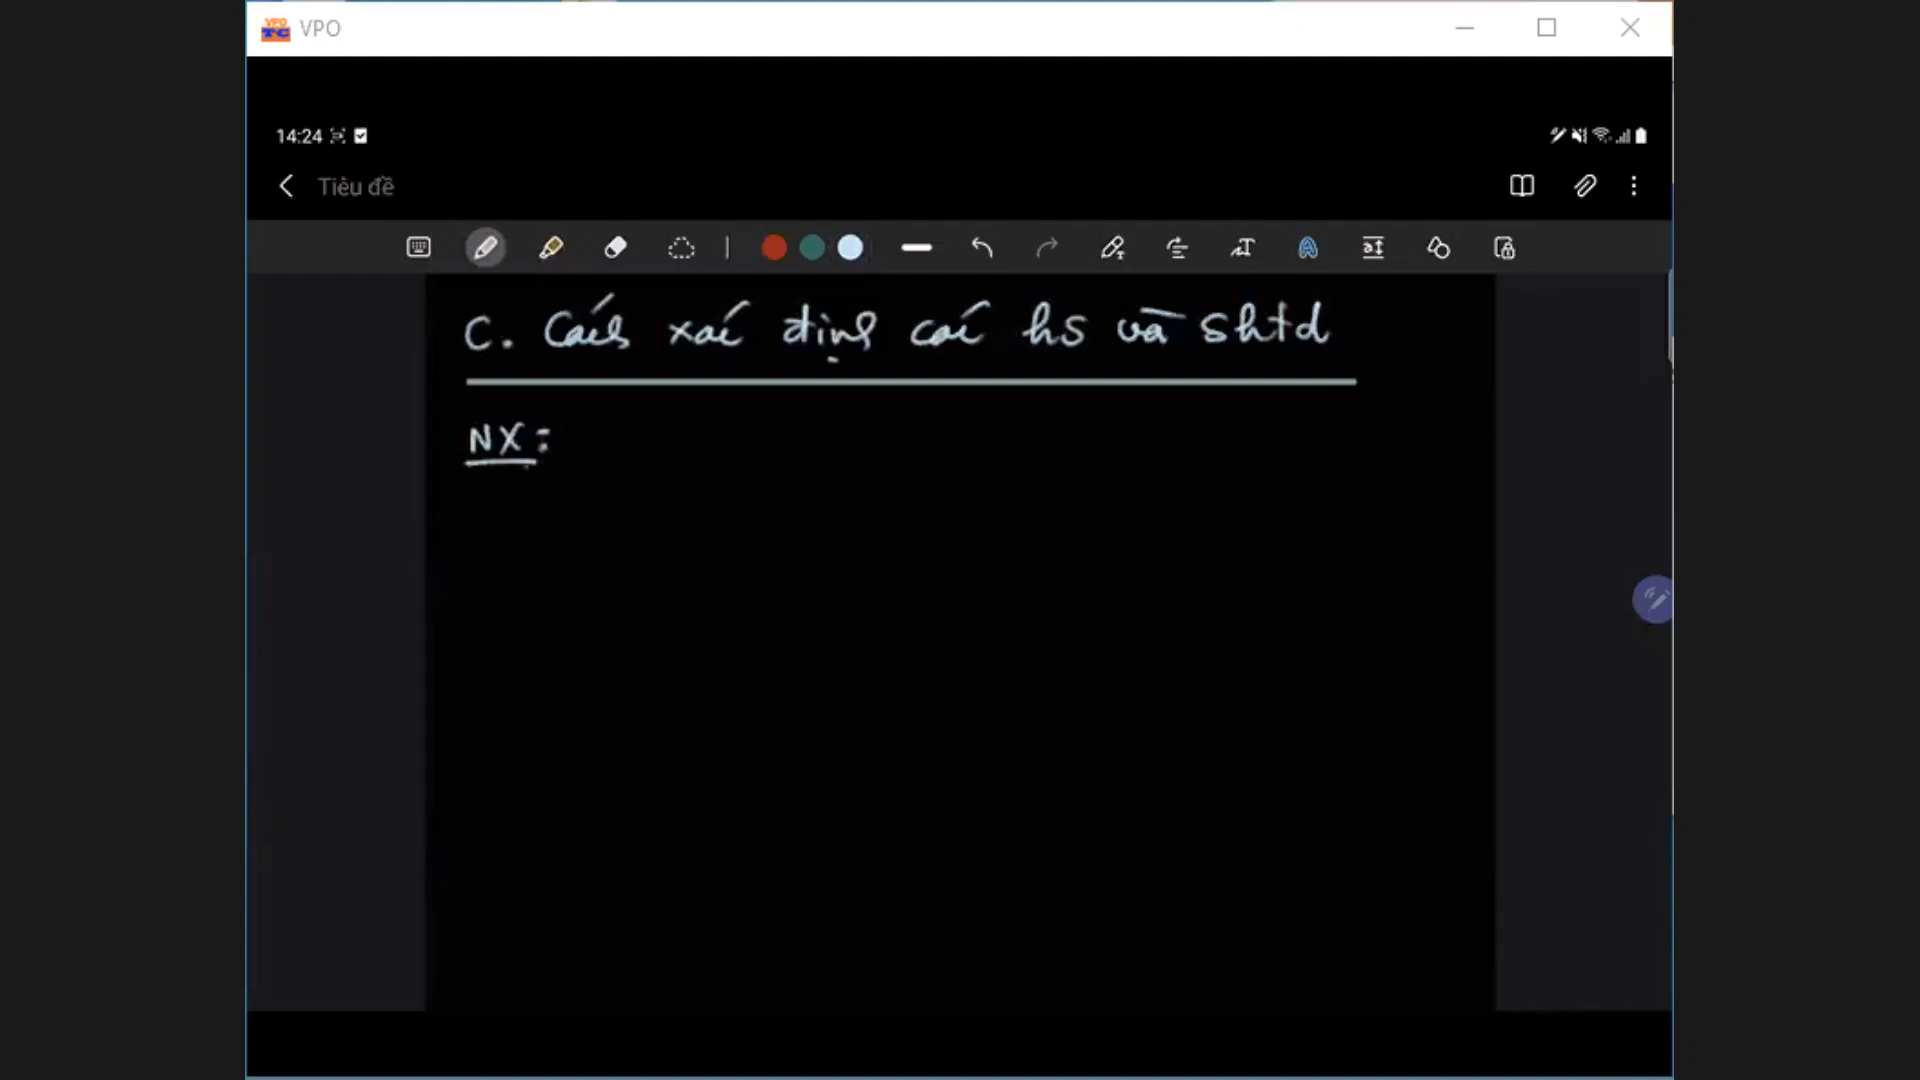 VPO
14:24
Tiêu đề
C. Cách xác định các hs và shtd
NX: